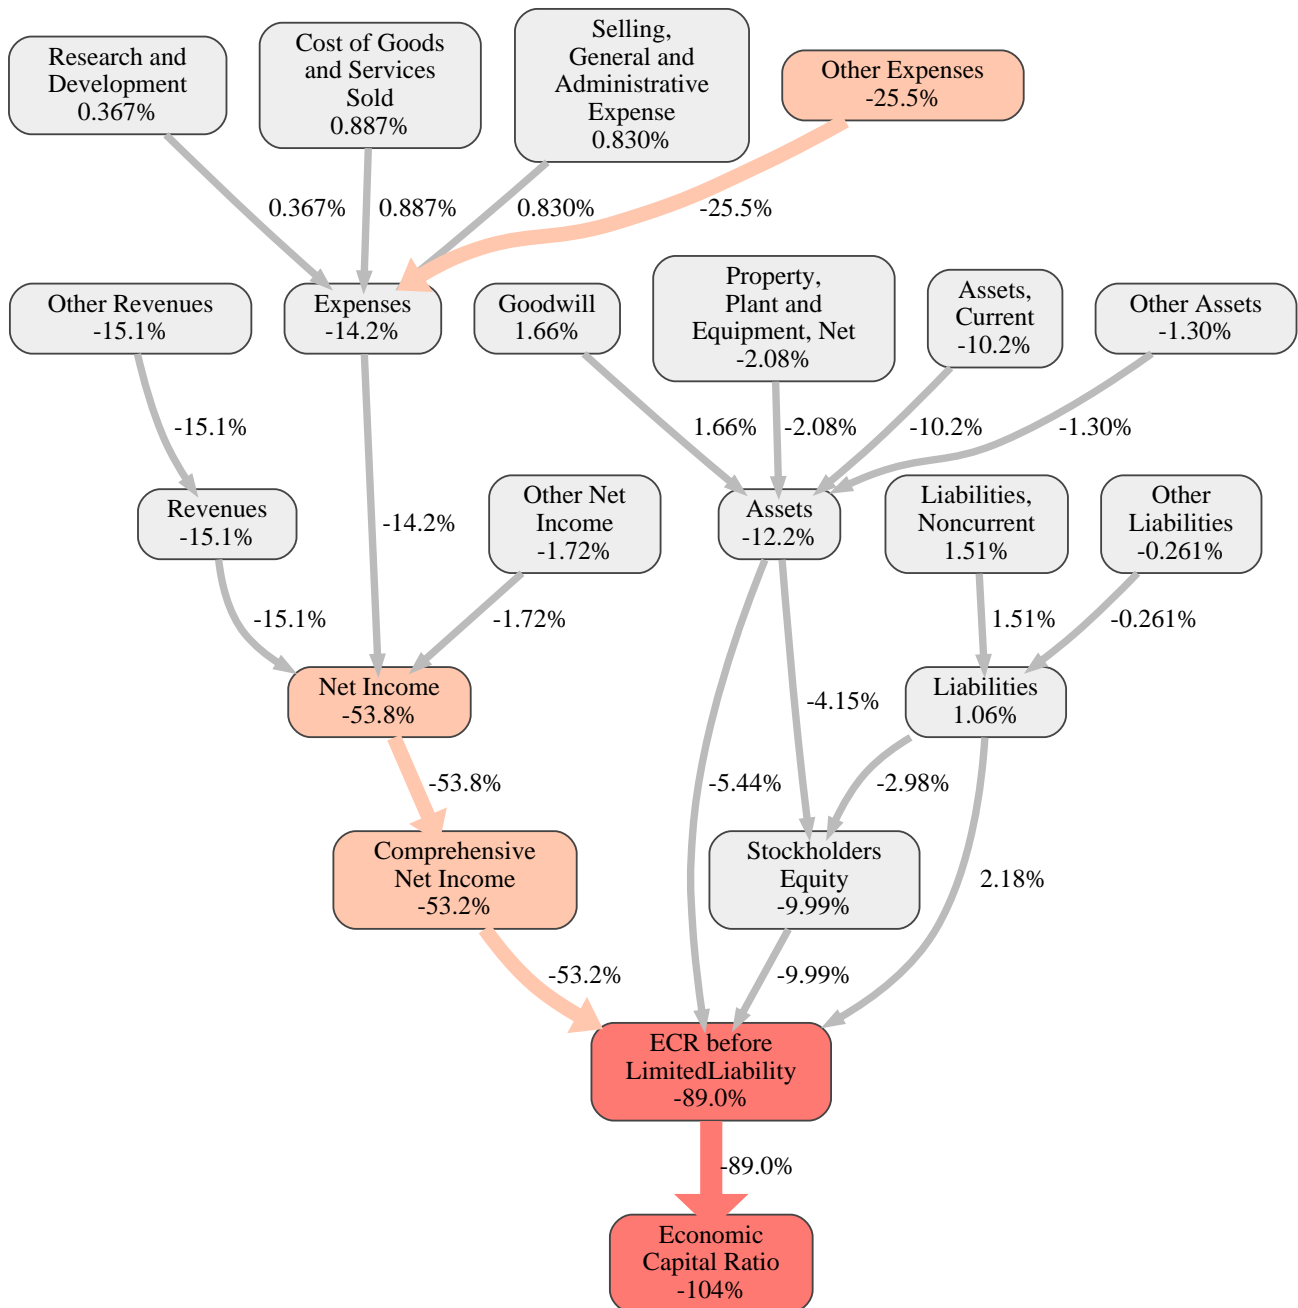 Research and
Development
0.367%
Cost of Goods
and Services
Sold
0.887%
Selling,
General and
Administrative
Expense
0.830%
Other Expenses
-25.5%
0.367%
0.887%
0.830%
-25.5%
Other Revenues
-15.1%
Expenses
-14.2%
Goodwill
1.66%
Property,
Plant and
Equipment, Net
-2.08%
Assets,
Current
-10.2%
Other Assets
-1.30%
-15.1%
1.66%
-2.08%
-10.2%
-1.30%
Revenues
-15.1%
-14.2%
Other Net
Income
-1.72%
Assets
-12.2%
Liabilities,
Noncurrent
1.51%
Other
Liabilities
-0.261%
-15.1%
-1.72%
1.51%
-0.261%
Net Income
-53.8%
-4.15%
Liabilities
1.06%
-53.8%
-5.44%
-2.98%
Comprehensive
Net Income
-53.2%
Stockholders
Equity
-9.99%
2.18%
-53.2%
-9.99%
ECR before
LimitedLiability
-89.0%
-89.0%
Economic
Capital Ratio
-104%